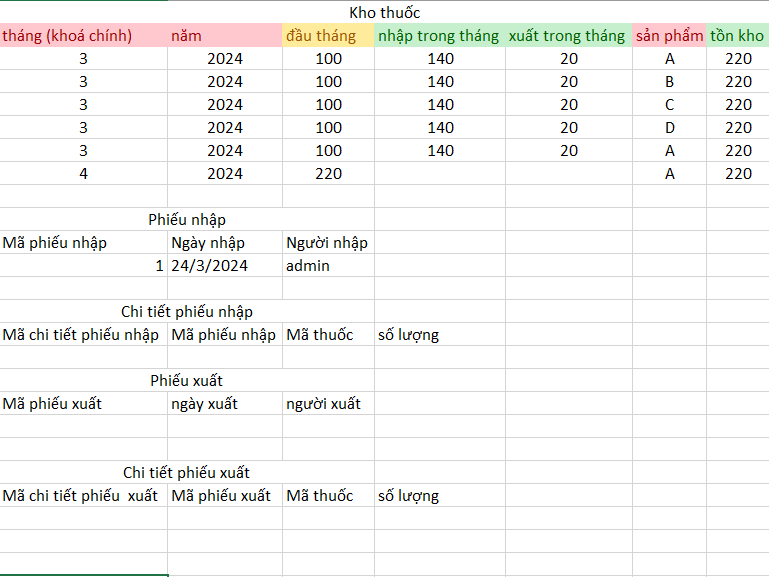 Kho thuốc
tháng (khoá chính) năm đầu tháng nhập trong tháng xuất trong tháng sản phẩm tồn kho
3 2024 100 140 20 A 220
3 2024 100 140 20 B 220
3 2024 100 140 20 C 220
3 2024 100 140 20 D 220
3 2024 100 140 20 A 220
4 2024 220 A 220
Phiếu nhập
Mã phiếu nhập Ngày nhập Người nhập
1 24/3/2024 admin
Chi tiết phiếu nhập
Mã chi tiết phiếu nhập Mã phiếu nhập Mã thuốc số lượng
Phiếu xuất
Mã phiếu xuất ngày xuất người xuất
Chi tiết phiếu xuất
Mã chi tiết phiếu xuất Mã phiếu xuất Mã thuốc số lượng